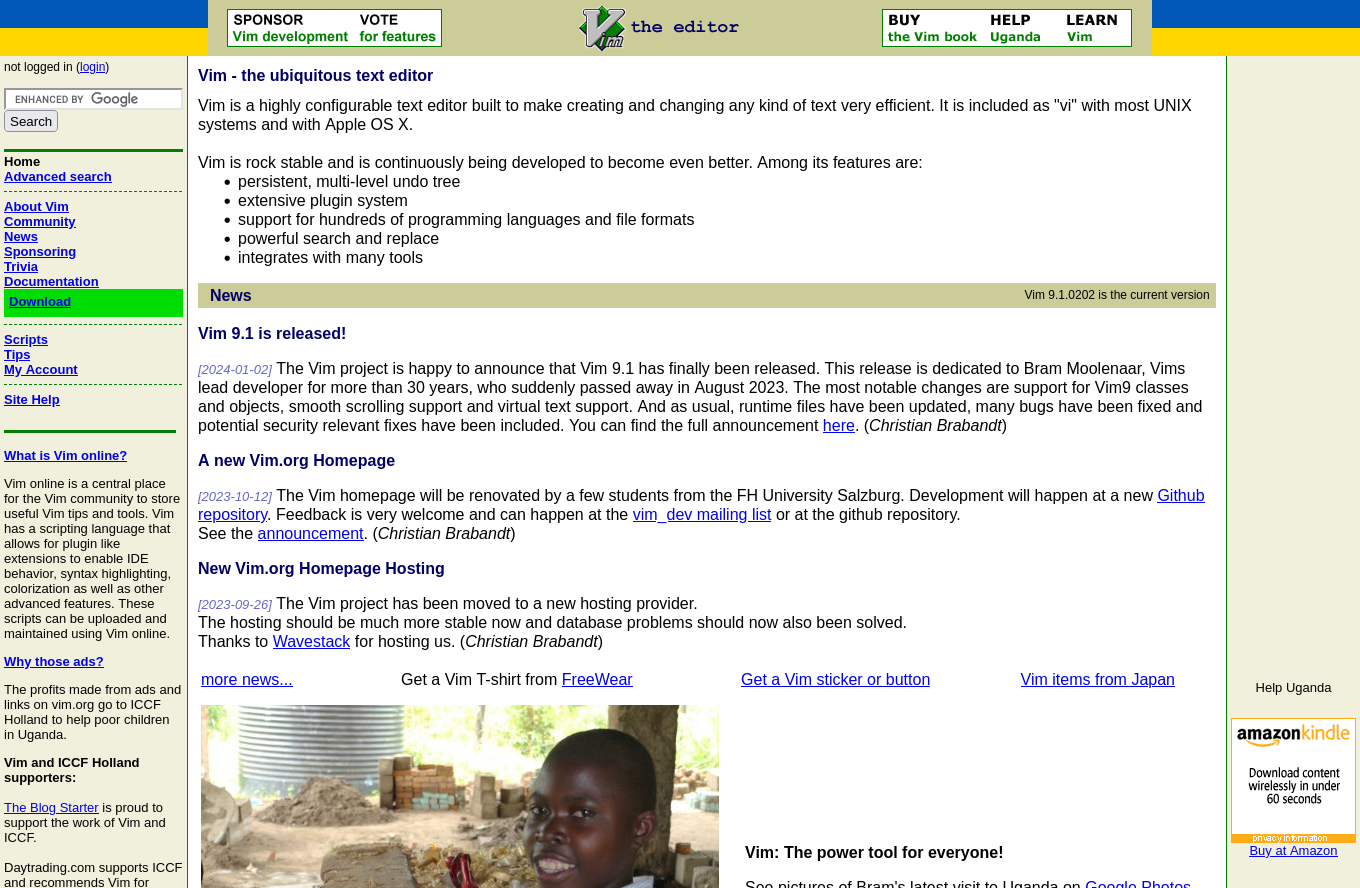 SPONSOR VOTE
Vim development for features
Vim the editor
BUY HELP LEARN
the Vim book Uganda Vim
not logged in (login)
ENHANCED BY Google
Search
Home
Advanced search
About Vim
Community
News
Sponsoring
Trivia
Documentation
Download
Scripts
Tips
My Account
Site Help
What is Vim online?
Vim online is a central place
for the Vim community to store
useful Vim tips and tools. Vim
has a scripting language that
allows for plugin like
extensions to enable IDE
behavior, syntax highlighting,
colorization as well as other
advanced features. These
scripts can be uploaded and
maintained using Vim online.
Why those ads?
The profits made from ads and
links on vim.org go to ICCF
Holland to help poor children
in Uganda.
Vim and ICCF Holland
supporters:
The Blog Starter is proud to
support the work of Vim and
ICCF.
Daytrading.com supports ICCF
and recommends Vim for
Vim - the ubiquitous text editor
Vim is a highly configurable text editor built to make creating and changing any kind of text very efficient. It is included as "vi" with most UNIX
systems and with Apple OS X.
Vim is rock stable and is continuously being developed to become even better. Among its features are:
• persistent, multi-level undo tree
• extensive plugin system
• support for hundreds of programming languages and file formats
• powerful search and replace
• integrates with many tools
News Vim 9.1.0202 is the current version
Vim 9.1 is released!
[2024-01-02] The Vim project is happy to announce that Vim 9.1 has finally been released. This release is dedicated to Bram Moolenaar, Vims
lead developer for more than 30 years, who suddenly passed away in August 2023. The most notable changes are support for Vim9 classes
and objects, smooth scrolling support and virtual text support. And as usual, runtime files have been updated, many bugs have been fixed and
potential security relevant fixes have been included. You can find the full announcement here. (Christian Brabandt)
A new Vim.org Homepage
[2023-10-12] The Vim homepage will be renovated by a few students from the FH University Salzburg. Development will happen at a new Github
repository. Feedback is very welcome and can happen at the vim_dev mailing list or at the github repository.
See the announcement. (Christian Brabandt)
New Vim.org Homepage Hosting
[2023-09-26] The Vim project has been moved to a new hosting provider.
The hosting should be much more stable now and database problems should now also been solved.
Thanks to Wavestack for hosting us. (Christian Brabandt)
more news... Get a Vim T-shirt from FreeWear Get a Vim sticker or button Vim items from Japan
Vim: The power tool for everyone!
See pictures of Bram's latest visit to Uganda on Google Photos
Help Uganda
amazonkindle
Download content
wirelessly in under
60 seconds
privacy information
Buy at Amazon